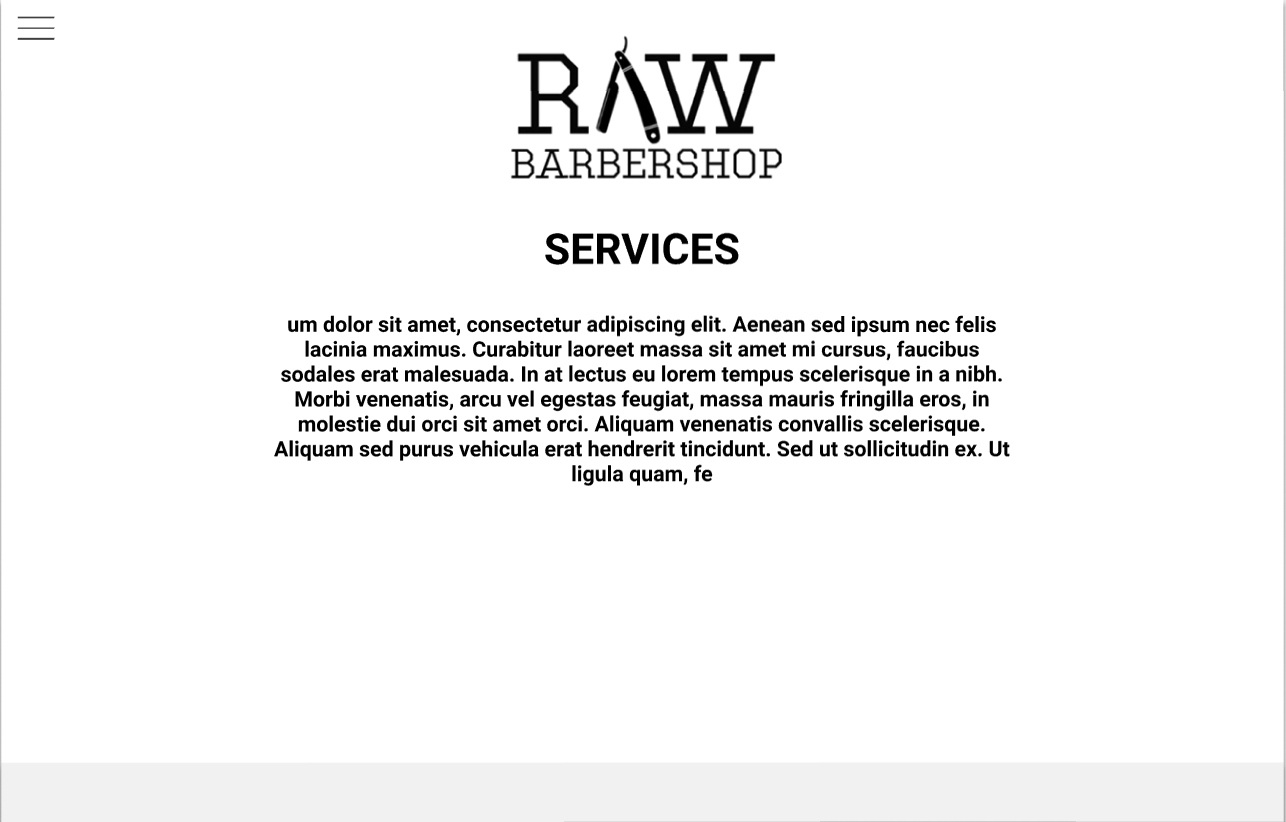 RAW
BARBERSHOP
SERVICES
um dolor sit amet, consectetur adipiscing elit. Aenean sed ipsum nec felis
lacinia maximus. Curabitur laoreet massa sit amet mi cursus, faucibus
sodales erat malesuada. In at lectus eu lorem tempus scelerisque in a nibh.
Morbi venenatis, arcu vel egestas feugiat, massa mauris fringilla eros, in
molestie dui orci sit amet orci. Aliquam venenatis convallis scelerisque.
Aliquam sed purus vehicula erat hendrerit tincidunt. Sed ut sollicitudin ex. Ut
ligula quam, fe